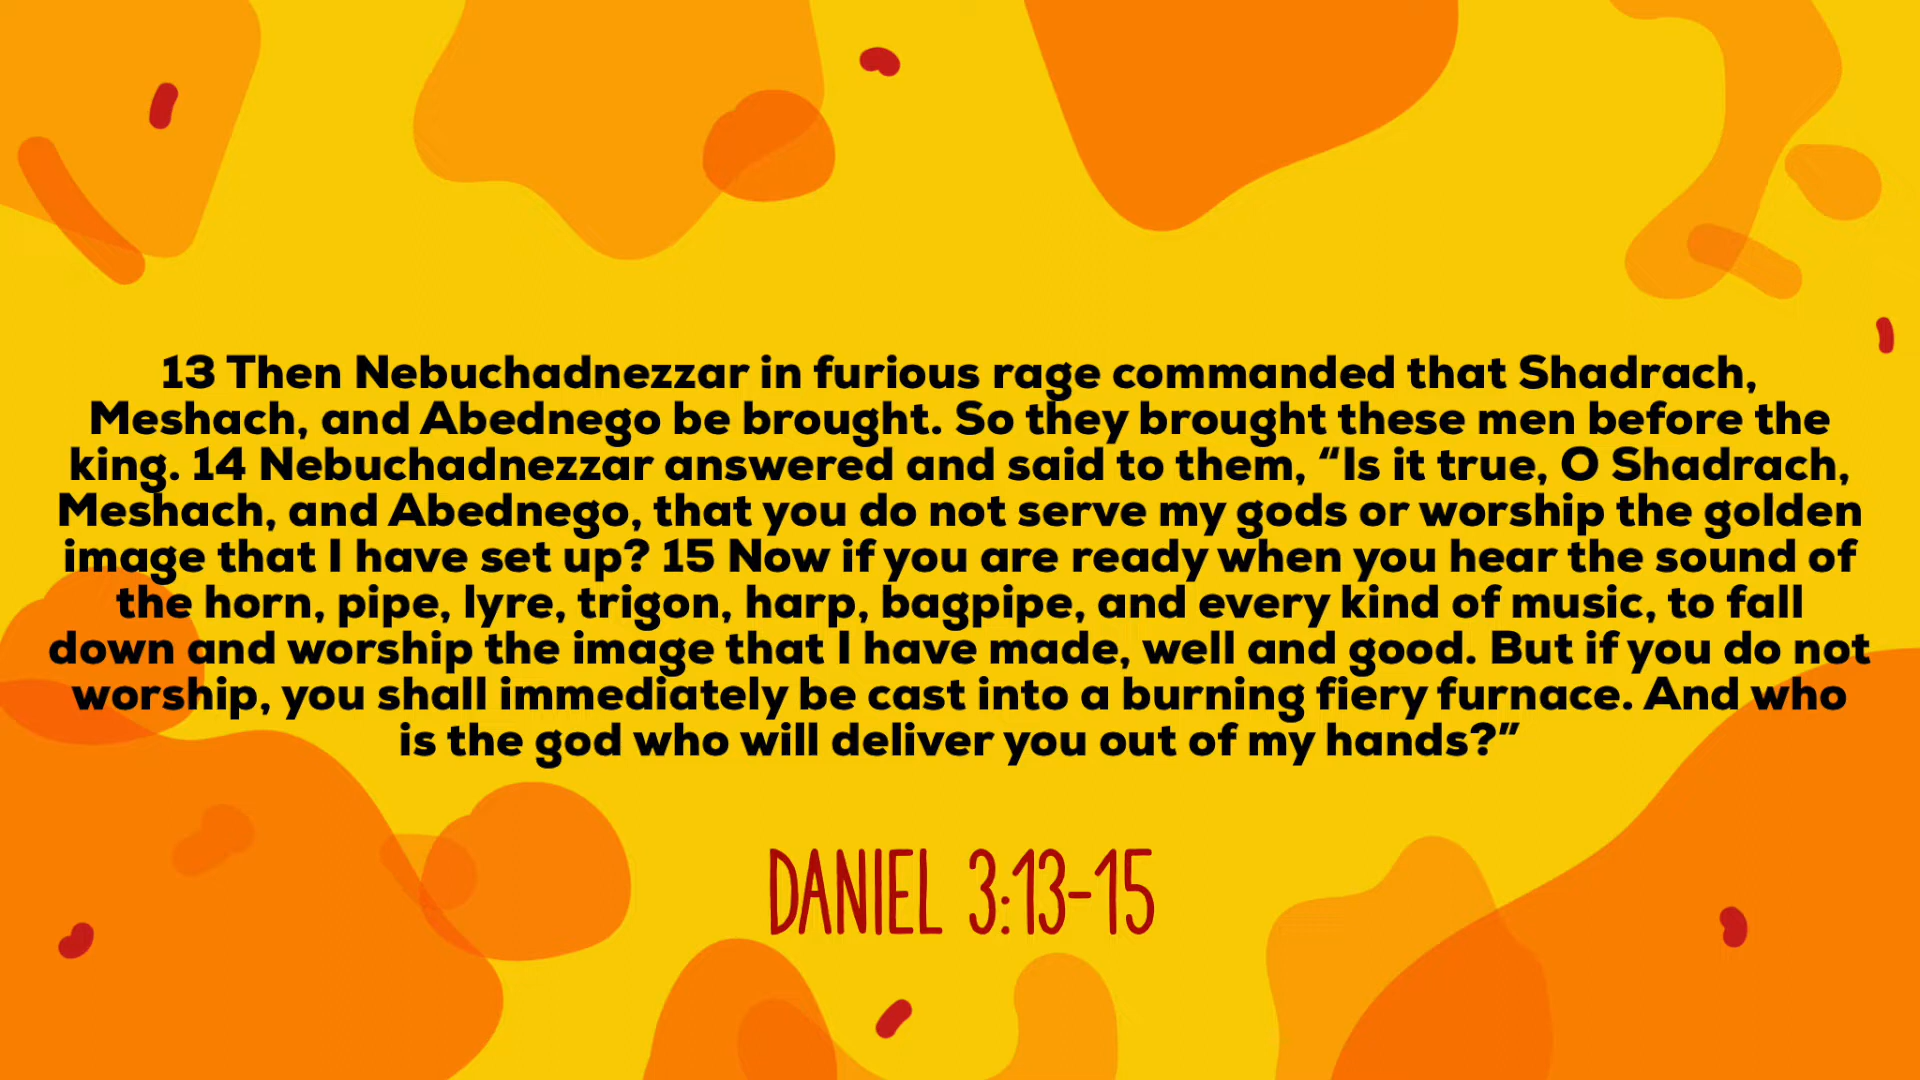 13 Then Nebuchadnezzar in furious rage commanded that Shadrach,
Meshach, and Abednego be brought. So they brought these men before the
king. 14 Nebuchadnezzar answered and said to them, “Is it true, O Shadrach,
Meshach, and Abednego, that you do not serve my gods or worship the golden
image that I have set up? 15 Now if you are ready when you hear the sound of
the horn, pipe, lyre, trigon, harp, bagpipe, and every kind of music, to fall
down and worship the image that I have made, well and good. But if you do not
worship, you shall immediately be cast into a burning fiery furnace. And who
is the god who will deliver you out of my hands?”
DANIEL 3:13-15